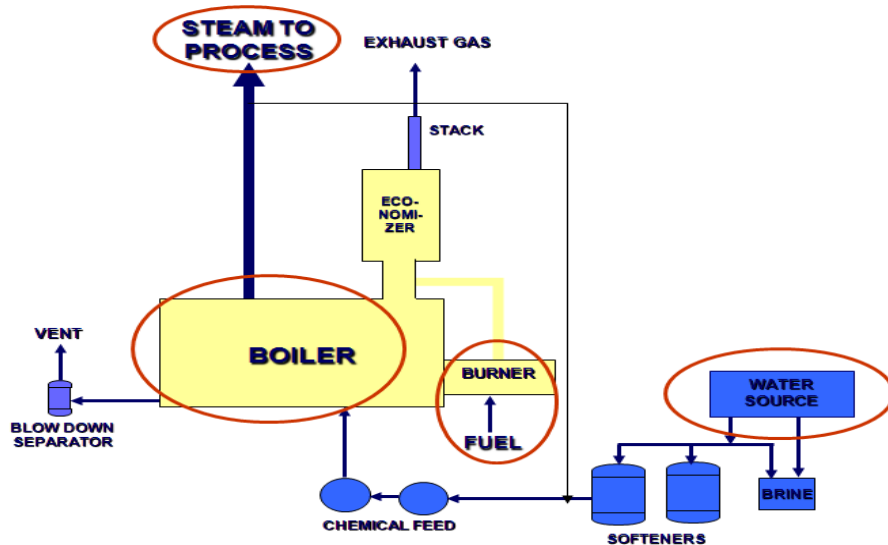 STEAM TO
PROCESS
EXHAUST GAS
STACK
ECO-
NOMI-
ZER
BOILER
VENT
BURNER
BLOW DOWN
SEPARATOR
FUEL
WATER
SOURCE
BRINE
CHEMICAL FEED
SOFTENERS